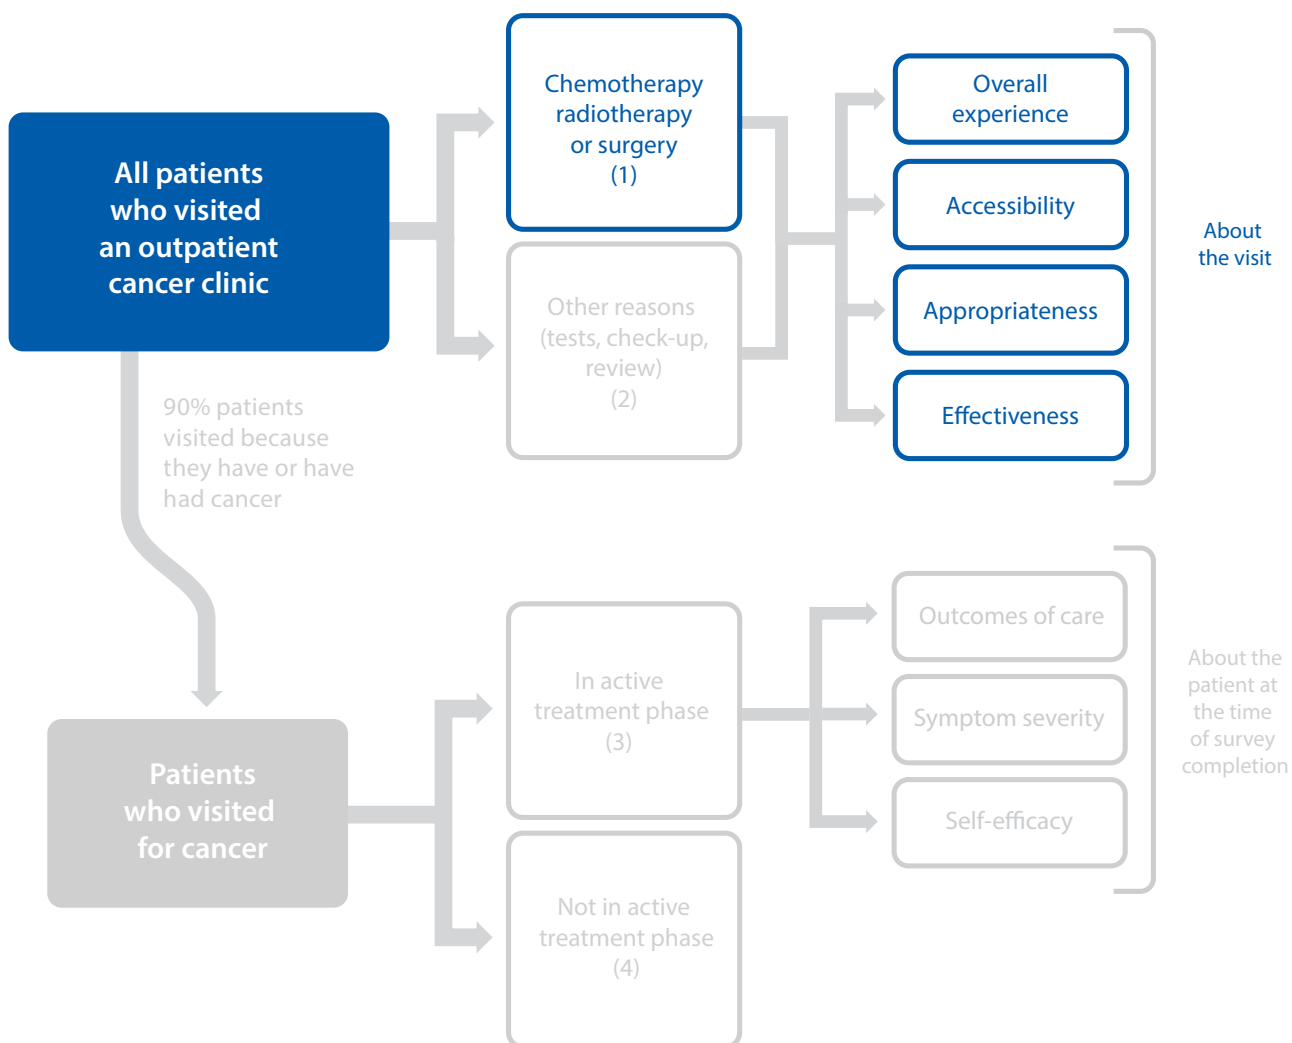 All patients
who visited
an outpatient
cancer clinic
Chemotherapy
radiotherapy
or surgery
(1)
Other reasons
(tests, check-up,
review)
(2)
Overall
experience
Accessibility
Appropriateness
Effectiveness
About
the visit
90% patients
visited because
they have or have
had cancer
Patients
who visited
for cancer
In active
treatment phase
(3)
Not in active
treatment phase
(4)
Outcomes of care
Symptom severity
Self-efficacy
About the
patient at
the time
of survey
completion